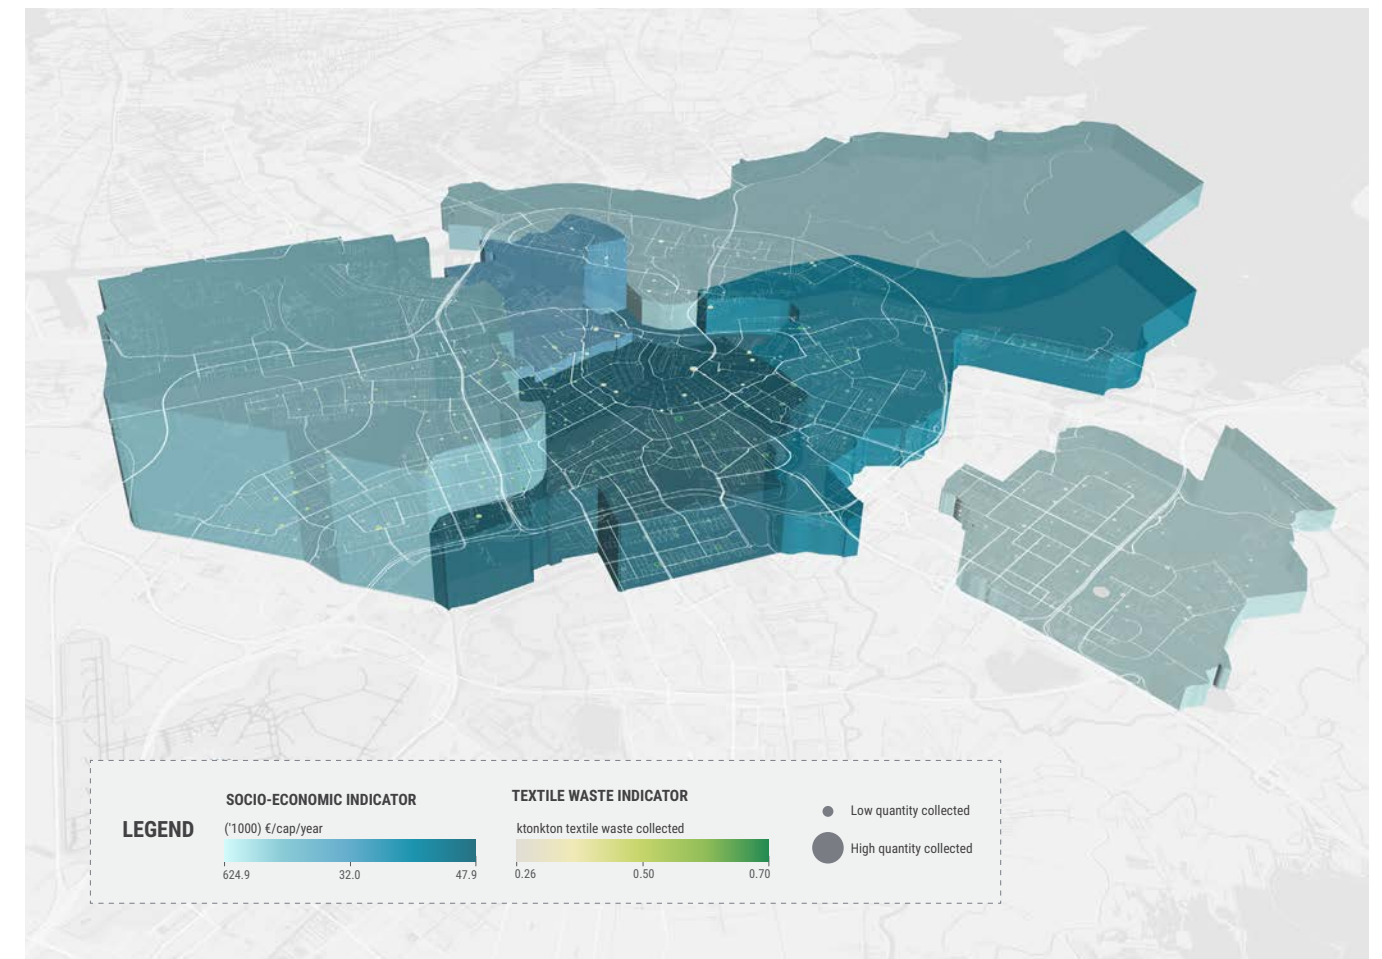 LEGEND
SOCIO-ECONOMIC INDICATOR
('1000) €/cap/year
624.9 32.0 47.9
TEXTILE WASTE INDICATOR
ktonkton textile waste collected
0.26 0.50 0.70
Low quantity collected
High quantity collected